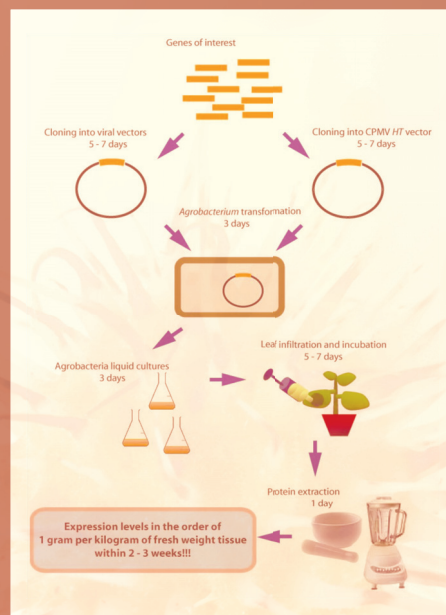 Genes of interest
Cloning into viral vectors
5 - 7 days
Cloning into CPMV HT vector
5 - 7 days
Agrobacterium transformation
3 days
Agrobacteria liquid cultures
3 days
Leaf infiltration and incubation
5 - 7 days
Protein extraction
1 day
Expression levels in the order of
1 gram per kilogram of fresh weight tissue
within 2 - 3 weeks!!!